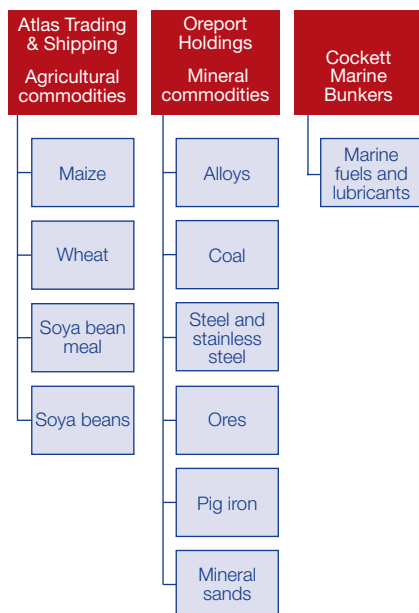 Atlas Trading
& Shipping
Agricultural
commodities
Maize
Wheat
Soya bean
meal
Soya beans
Oreport
Holdings
Mineral
commodities
Alloys
Coal
Steel and
stainless
steel
Ores
Pig iron
Mineral
sands
Cockett
Marine
Bunkers
Marine
fuels and
lubricants